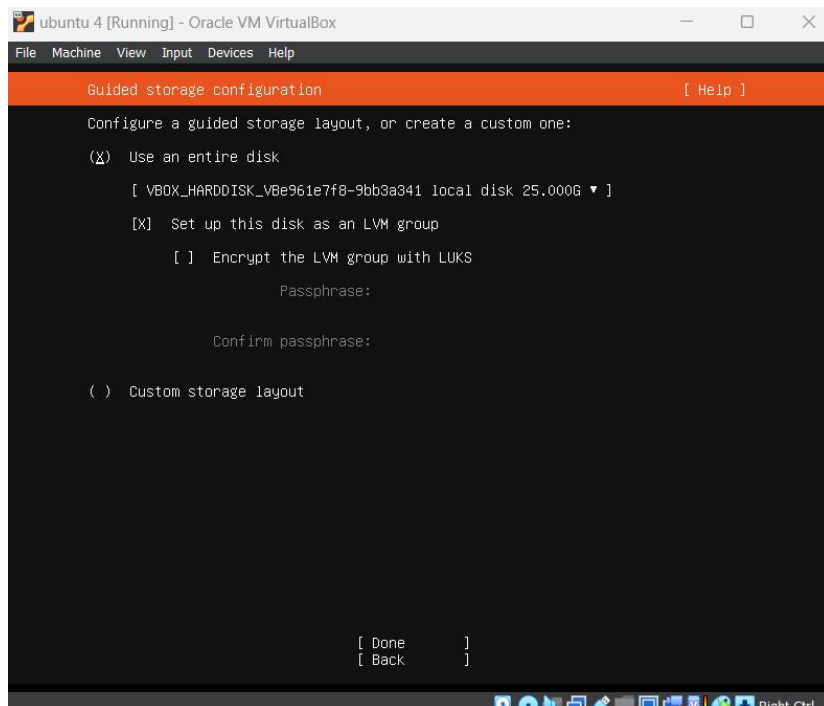 ubuntu 4 [Running] - Oracle VM VirtualBox
File Machine View Input Devices Help
Guided storage configuration [ Help ]
Configure a guided storage layout, or create a custom one:
(X) Use an entire disk
[ VBOX_HARDDISK_VBe961e7f8-9bb3a341 local disk 25.000G ▾ ]
[X] Set up this disk as an LVM group
[ ] Encrypt the LVM group with LUKS
Passphrase:
Confirm passphrase:
( ) Custom storage layout
[ Done ]
[ Back ]
Right Ctrl